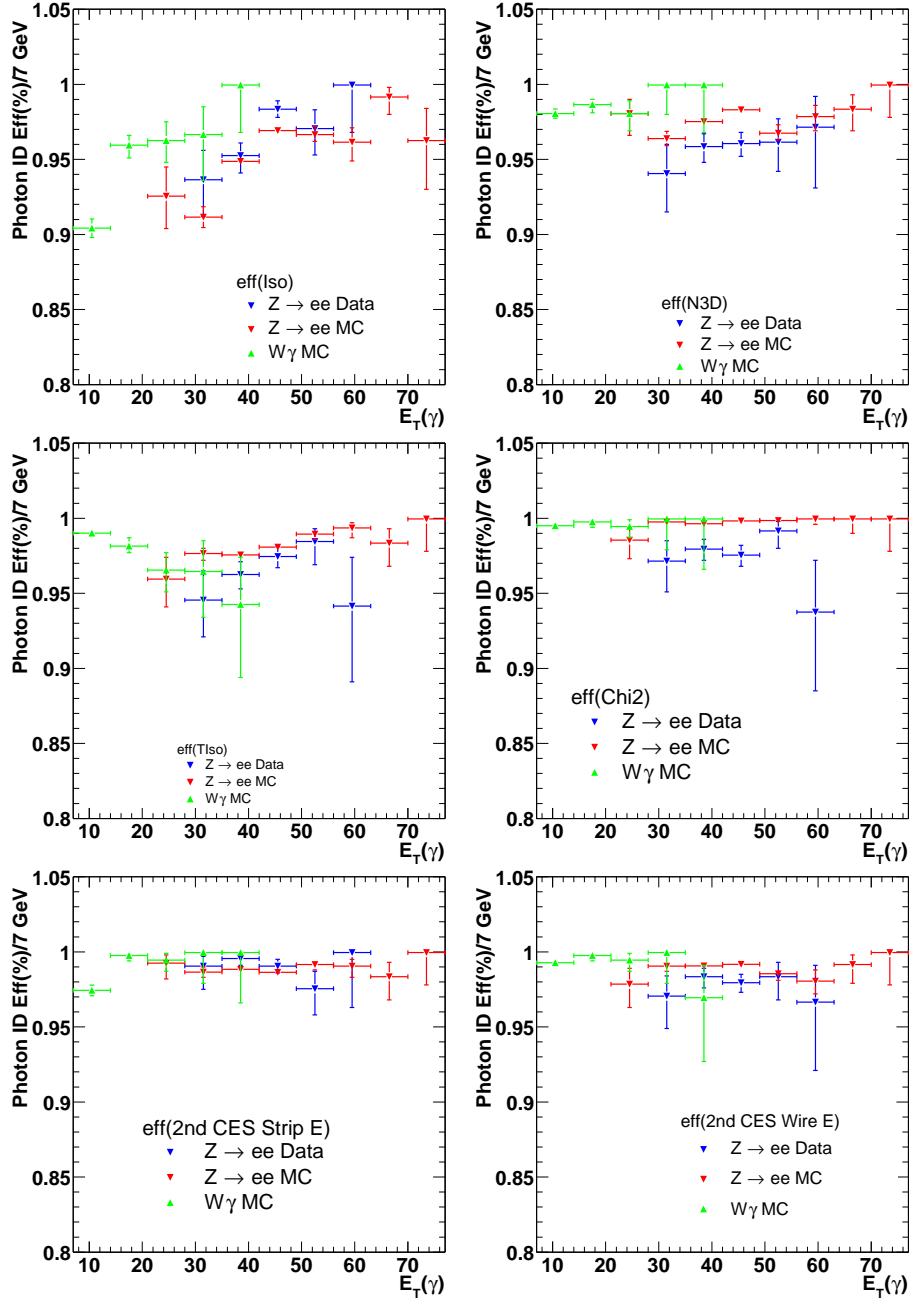 Photon ID Eff(%)/7 GeV
1.05
1
0.95
0.9
0.85
0.8
eff(Iso)
Z → ee Data
Z → ee MC
Wγ MC
10 20 30 40 50 60 70
E_T(γ)
Photon ID Eff(%)/7 GeV
1.05
1
0.95
0.9
0.85
0.8
eff(N3D)
Z → ee Data
Z → ee MC
Wγ MC
10 20 30 40 50 60 70
E_T(γ)
Photon ID Eff(%)/7 GeV
1.05
1
0.95
0.9
0.85
0.8
eff(TIso)
Z → ee Data
Z → ee MC
Wγ MC
10 20 30 40 50 60 70
E_T(γ)
Photon ID Eff(%)/7 GeV
1.05
1
0.95
0.9
0.85
0.8
eff(Chi2)
Z → ee Data
Z → ee MC
Wγ MC
10 20 30 40 50 60 70
E_T(γ)
Photon ID Eff(%)/7 GeV
1.05
1
0.95
0.9
0.85
0.8
eff(2nd CES Strip E)
Z → ee Data
Z → ee MC
Wγ MC
10 20 30 40 50 60 70
E_T(γ)
Photon ID Eff(%)/7 GeV
1.05
1
0.95
0.9
0.85
0.8
eff(2nd CES Wire E)
Z → ee Data
Z → ee MC
Wγ MC
10 20 30 40 50 60 70
E_T(γ)